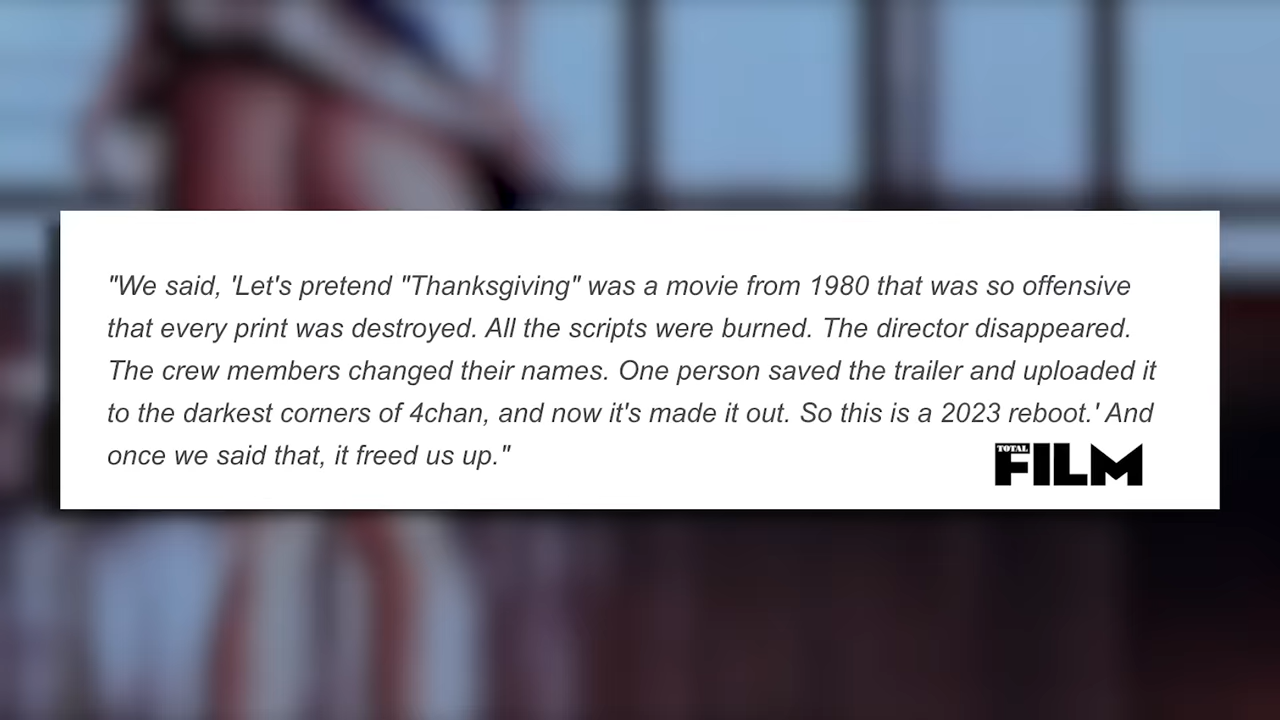 "We said, 'Let's pretend "Thanksgiving" was a movie from 1980 that was so offensive
that every print was destroyed. All the scripts were burned. The director disappeared.
The crew members changed their names. One person saved the trailer and uploaded it
to the darkest corners of 4chan, and now it's made it out. So this is a 2023 reboot.' And
once we said that, it freed us up."
TOTAL
FILM